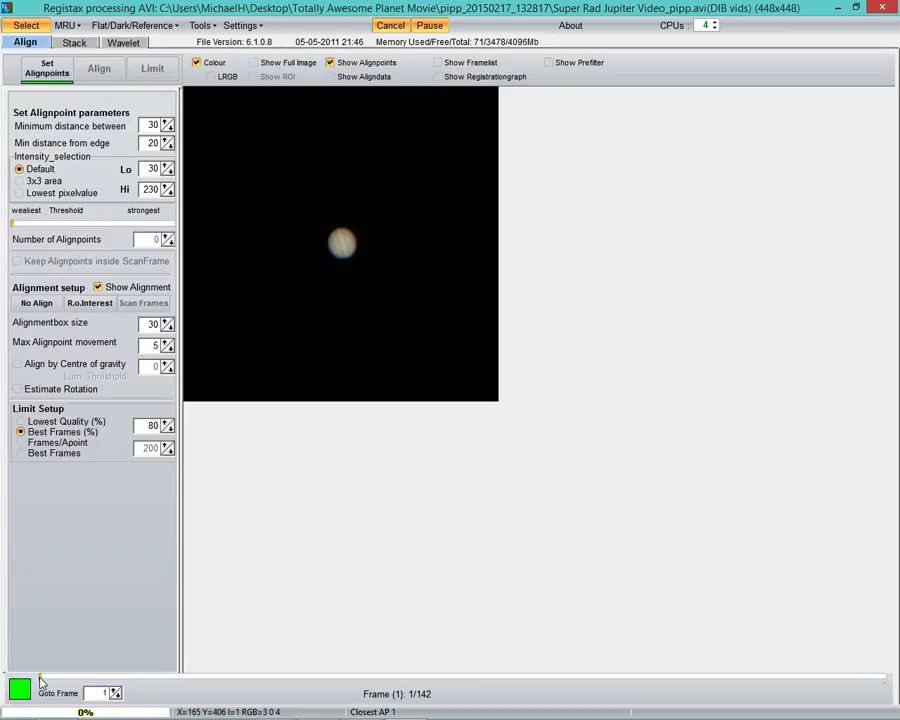 Registax processing AVI: C:\Users\MichaelH\Desktop\Totally Awesome Planet Movie\pipp_20150217_132817\Super Rad Jupiter Video_pipp.avi(DIB vids) (448x448)
Select MRU Flat/Dark/Reference Tools Settings Cancel Pause About CPUs : 4
Align Stack Wavelet File Version: 6.1.0.8 05-05-2011 21:46 Memory Used/Free/Total: 71/3478/4096Mb
Set Alignpoints Align Limit
Colour Show Full Image Show Alignpoints Show Framelist Show Prefilter
LRGB Show ROI Show Aligndata Show Registrationgraph
Set Alignpoint parameters
Minimum distance between 30
Min distance from edge 20
Intensity_selection
Default Lo 30
3x3 area
Lowest pixelvalue Hi 230
weakest Threshold strongest
Number of Alignpoints 0
Keep Alignpoints inside ScanFrame
Alignment setup Show Alignment
No Align R.o.Interest Scan Frames
Alignmentbox size 30
Max Alignpoint movement 5
Align by Centre of gravity 0
Lum. Threshold
Estimate Rotation
Limit Setup
Lowest Quality (%)
Best Frames (%) 80
Frames/Apoint
Best Frames 200
Goto Frame 1 Frame (1): 1/142
0% X=165 Y=406 I=1 RGB=3 0 4 Closest AP 1